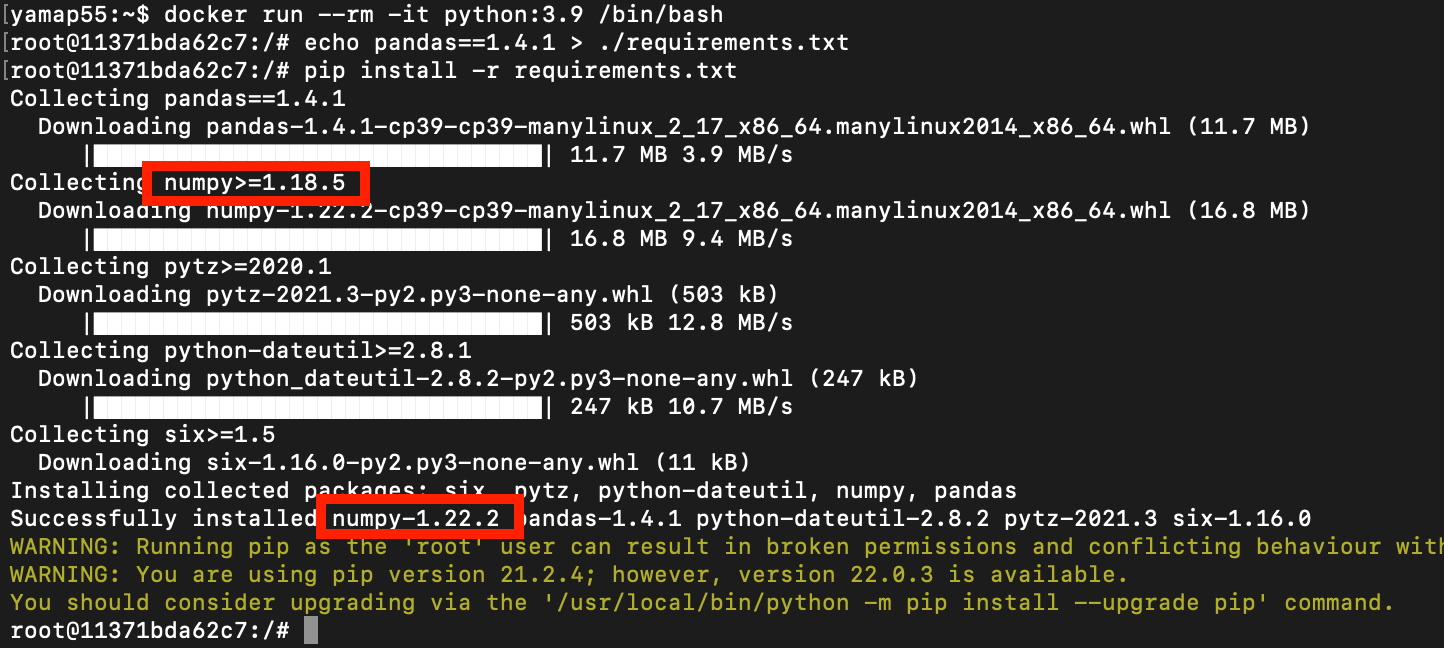 [yamap55:~$ docker run --rm -it python:3.9 /bin/bash
[root@11371bda62c7:/# echo pandas==1.4.1 > ./requirements.txt
[root@11371bda62c7:/# pip install -r requirements.txt
Collecting pandas==1.4.1
Downloading pandas-1.4.1-cp39-cp39-manylinux_2_17_x86_64.manylinux2014_x86_64.whl (11.7 MB)
|████████████████████████████████| 11.7 MB 3.9 MB/s
Collecting numpy>=1.18.5
Downloading numpy-1.22.2-cp39-cp39-manylinux_2_17_x86_64.manylinux2014_x86_64.whl (16.8 MB)
|████████████████████████████████| 16.8 MB 9.4 MB/s
Collecting pytz>=2020.1
Downloading pytz-2021.3-py2.py3-none-any.whl (503 kB)
|████████████████████████████████| 503 kB 12.8 MB/s
Collecting python-dateutil>=2.8.1
Downloading python_dateutil-2.8.2-py2.py3-none-any.whl (247 kB)
|████████████████████████████████| 247 kB 10.7 MB/s
Collecting six>=1.5
Downloading six-1.16.0-py2.py3-none-any.whl (11 kB)
Installing collected packages: six, pytz, python-dateutil, numpy, pandas
Successfully installed numpy-1.22.2 pandas-1.4.1 python-dateutil-2.8.2 pytz-2021.3 six-1.16.0
WARNING: Running pip as the 'root' user can result in broken permissions and conflicting behaviour with
WARNING: You are using pip version 21.2.4; however, version 22.0.3 is available.
You should consider upgrading via the '/usr/local/bin/python -m pip install --upgrade pip' command.
root@11371bda62c7:/#